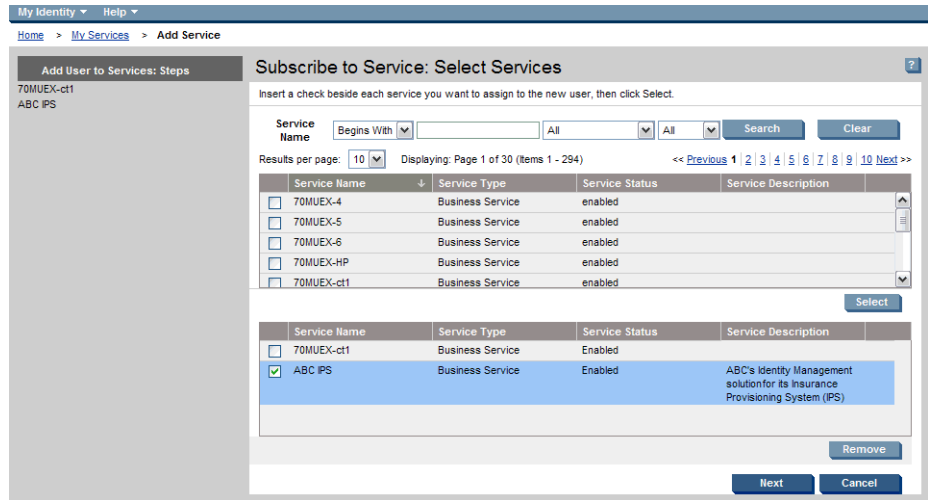 My Identity Help
Home > My Services > Add Service
Add User to Services: Steps
70MUEX-ct1
ABC IPS
Subscribe to Service: Select Services
?
Insert a check beside each service you want to assign to the new user, then click Select.
Service Name Begins With All All Search Clear
Results per page: 10 Displaying: Page 1 of 30 (Items 1 - 294) << Previous 1 | 2 | 3 | 4 | 5 | 6 | 7 | 8 | 9 | 10 Next >>
Service Name Service Type Service Status Service Description
70MUEX-4 Business Service enabled
70MUEX-5 Business Service enabled
70MUEX-6 Business Service enabled
70MUEX-HP Business Service enabled
70MUEX-ct1 Business Service enabled
Select
Service Name Service Type Service Status Service Description
70MUEX-ct1 Business Service Enabled
ABC IPS Business Service Enabled ABC's Identity Management
solutionfor its Insurance
Provisioning System (IPS)
Remove
Next Cancel